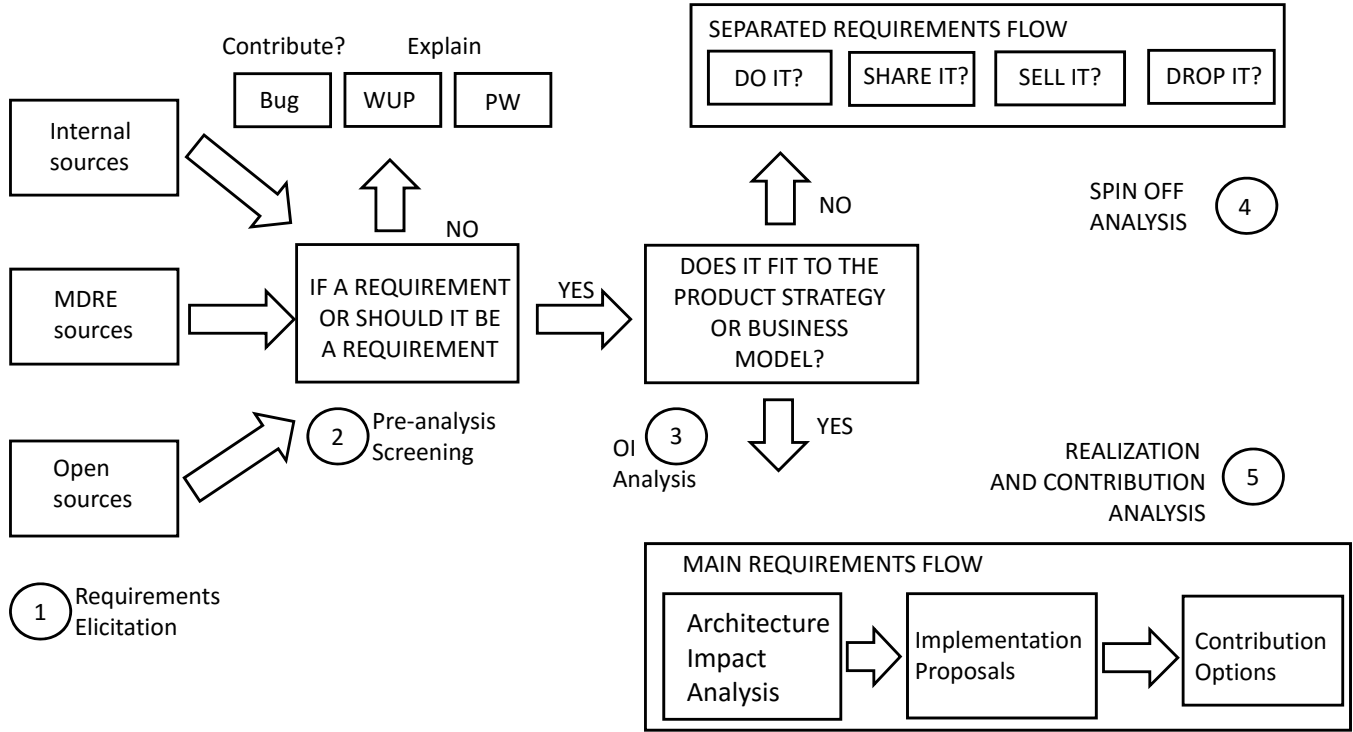 Contribute?
Explain
Bug
WUP
PW
Internal
sources
MDRE
sources
Open
sources
1
Requirements
Elicitation
NO
IF A REQUIREMENT
OR SHOULD IT BE
A REQUIREMENT
YES
2
Pre-analysis
Screening
SEPARATED REQUIREMENTS FLOW
DO IT?
SHARE IT?
SELL IT?
DROP IT?
NO
SPIN OFF
ANALYSIS
4
DOES IT FIT TO THE
PRODUCT STRATEGY
OR BUSINESS
MODEL?
YES
OI
Analysis
3
REALIZATION
AND CONTRIBUTION
ANALYSIS
5
MAIN REQUIREMENTS FLOW
Architecture
Impact
Analysis
Implementation
Proposals
Contribution
Options